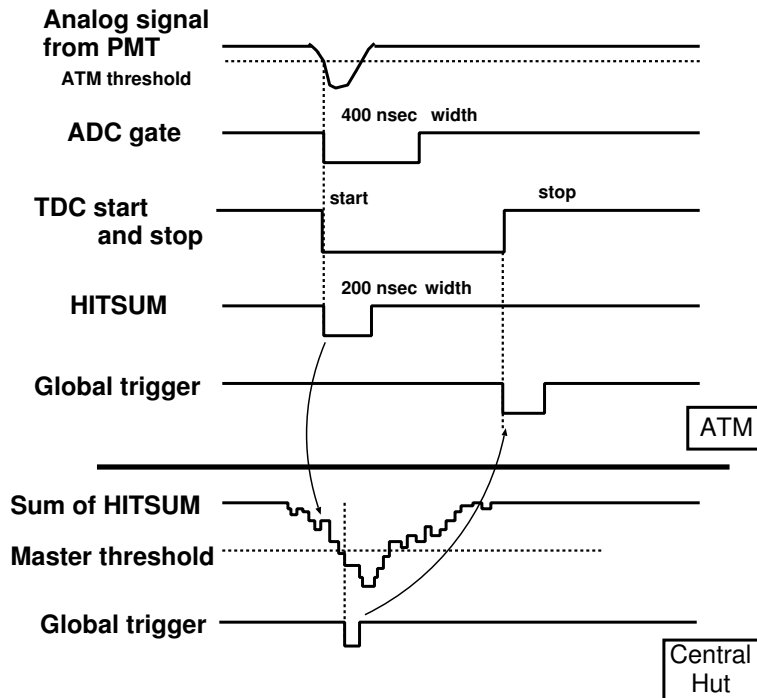 Analog signal
from PMT
ATM threshold
400 nsec width
ADC gate
start
stop
TDC start
and stop
200 nsec width
HITSUM
Global trigger
ATM
Sum of HITSUM
Master threshold
Global trigger
Central
Hut